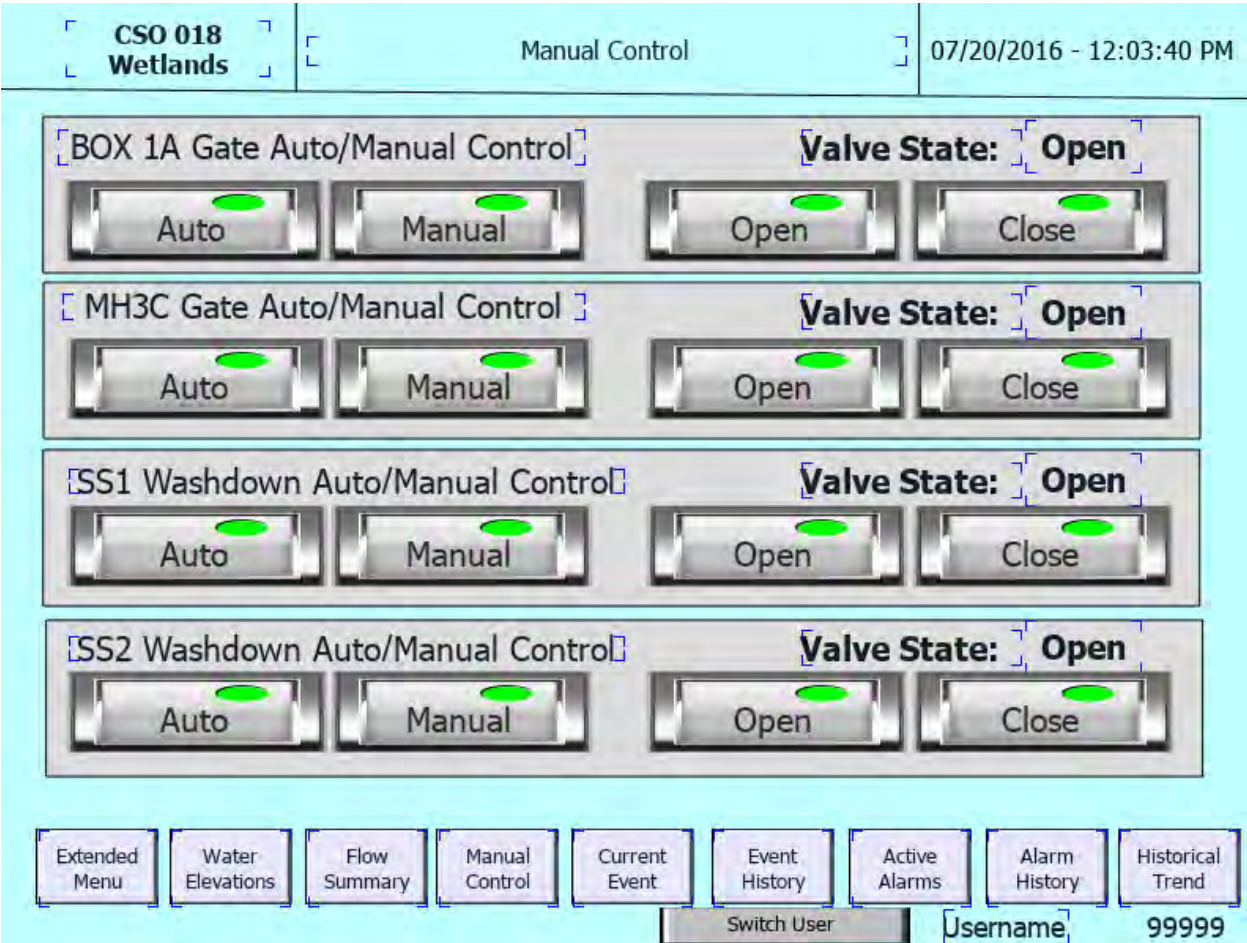 CSO 018
Wetlands
Manual Control
07/20/2016 - 12:03:40 PM
BOX 1A Gate Auto/Manual Control
Valve State: Open
Auto Manual Open Close
MH3C Gate Auto/Manual Control
Valve State: Open
Auto Manual Open Close
SS1 Washdown Auto/Manual Control
Valve State: Open
Auto Manual Open Close
SS2 Washdown Auto/Manual Control
Valve State: Open
Auto Manual Open Close
Extended
Menu
Water
Elevations
Flow
Summary
Manual
Control
Current
Event
Event
History
Active
Alarms
Alarm
History
Historical
Trend
Switch User
Username
99999